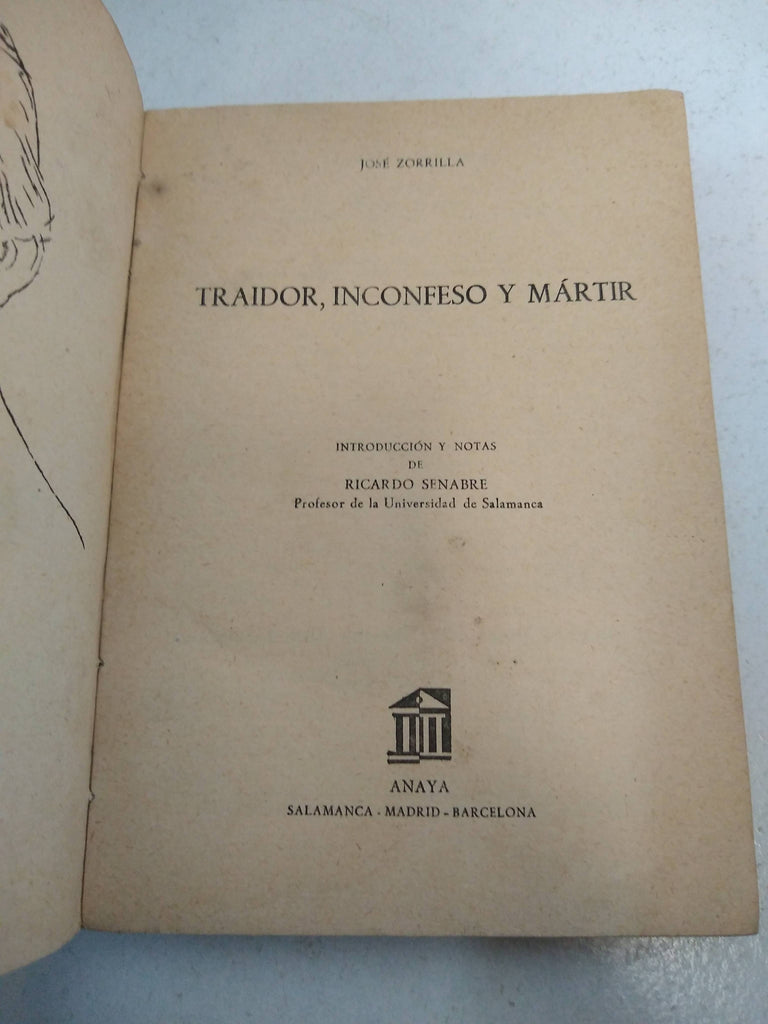 JOSÉ ZORRILLA
TRAIDOR, INCONFESO Y MÁRTIR
INTRODUCCIÓN Y NOTAS
DE
RICARDO SENABRE
Profesor de la Universidad de Salamanca
ANAYA
SALAMANCA - MADRID - BARCELONA